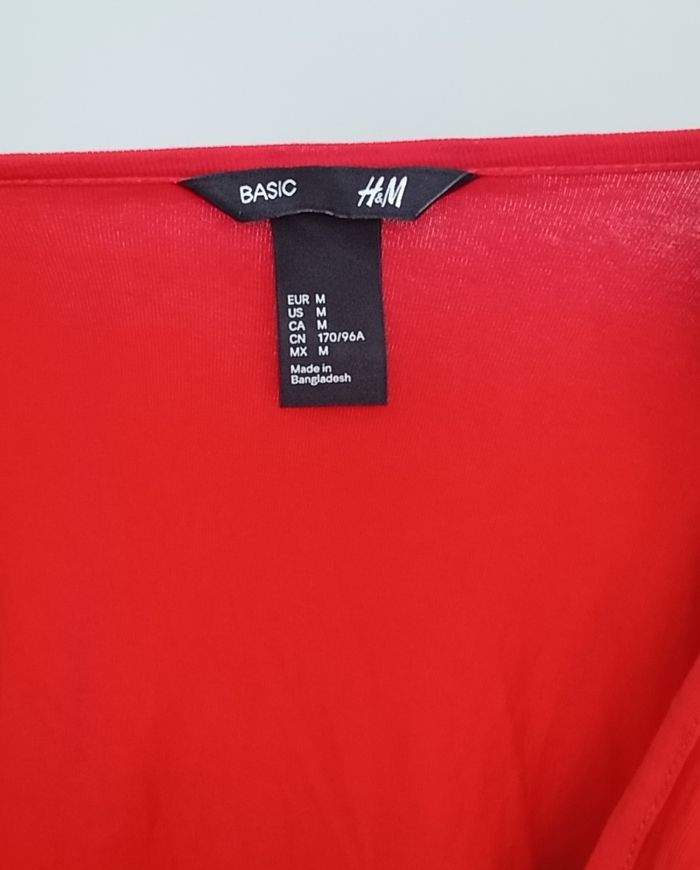 BASIC H&M
EUR M
US M
CA M
CN 170/96A
MX M
Made in
Bangladesh